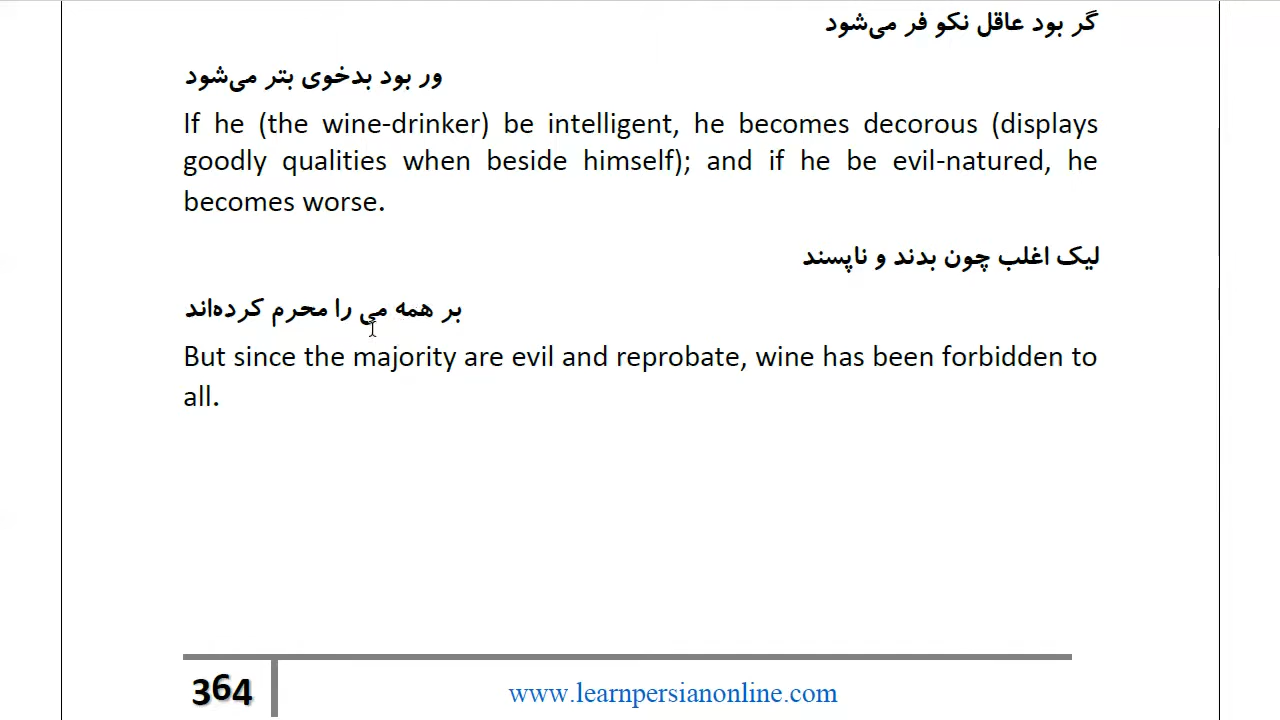 گر بود عاقل نکو فر می‌شود
ور بود بدخوی بتر می‌شود
If he (the wine-drinker) be intelligent, he becomes decorous (displays
goodly qualities when beside himself); and if he be evil-natured, he
becomes worse.
لیک اغلب چون بدند و ناپسند
بر همه می را محرم کرده‌اند
But since the majority are evil and reprobate, wine has been forbidden to
all.
364
www.learnpersianonline.com